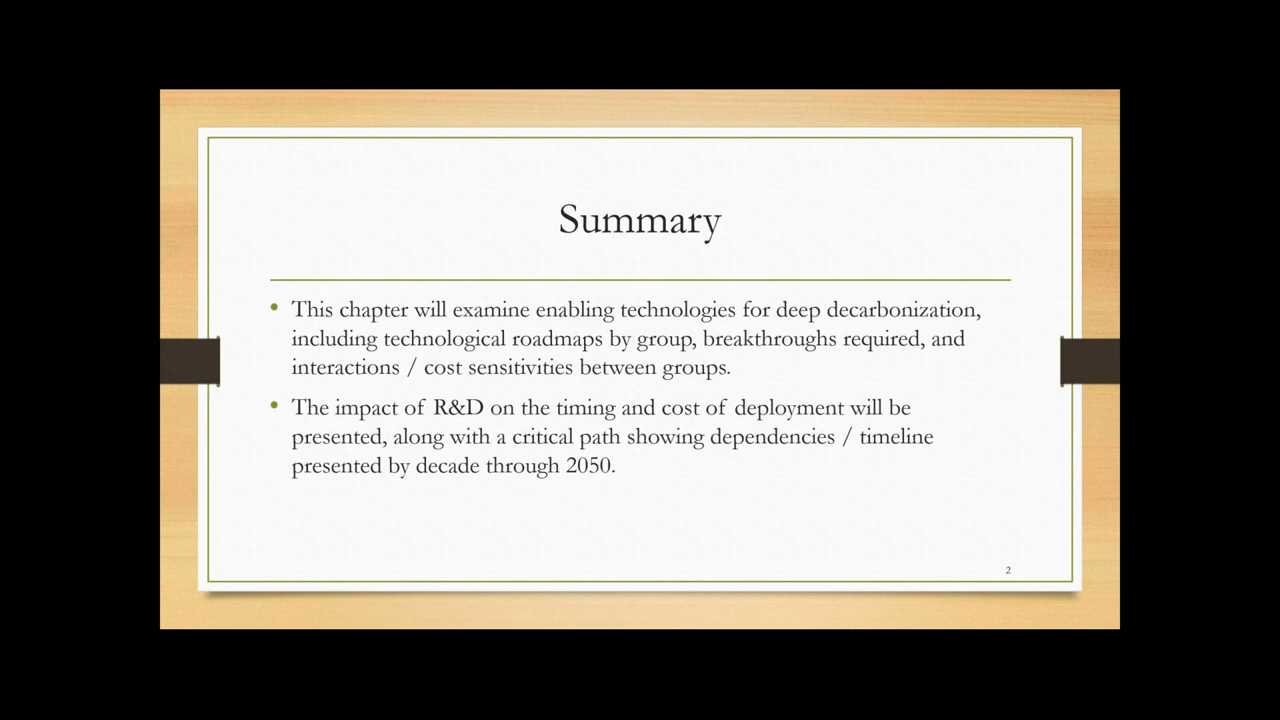 Summary
• This chapter will examine enabling technologies for deep decarbonization,
including technological roadmaps by group, breakthroughs required, and
interactions / cost sensitivities between groups.
• The impact of R&D on the timing and cost of deployment will be
presented, along with a critical path showing dependencies / timeline
presented by decade through 2050.
2